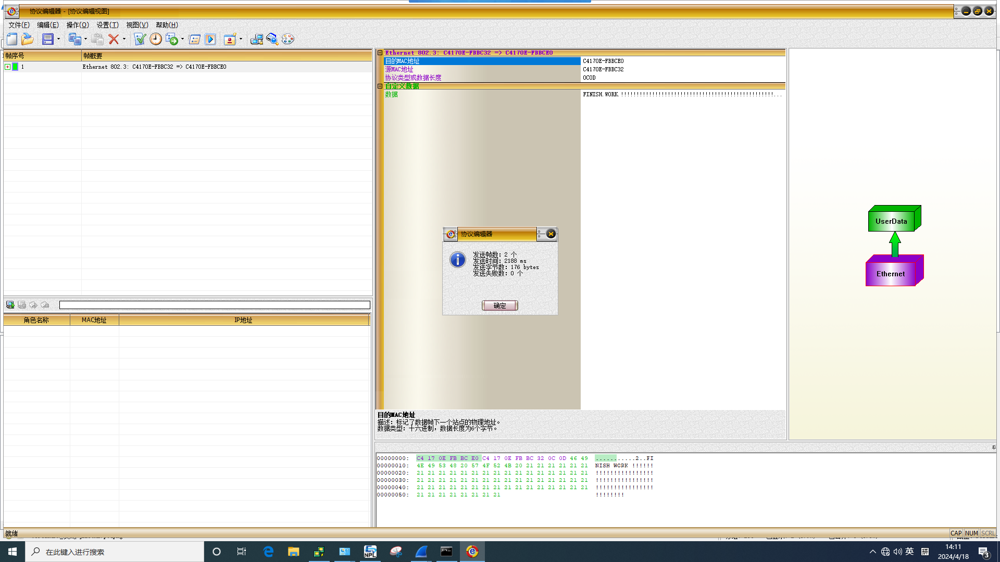 协议编辑器 - [协议编辑视图]
文件(F) 编辑(E) 操作(O) 设置(T) 视图(V) 帮助(H)
帧序号 帧概要
1 Ethernet 802.3: C4170E-FBBC32 => C4170E-FBBCE0
Ethernet 802.3: C4170E-FBBC32 => C4170E-FBBCE0
目的MAC地址 C4170E-FBBCE0
源MAC地址 C4170E-FBBC32
协议类型或数据长度 0C0D
自定义数据
数据 FINISH.WORK.!!!!!!!!!!!!!!!!!!!!!!!!!!!!!!!!!!!!!!!!!!!!!!!!!...
UserData
Ethernet
协议编辑器
发送帧数: 2 个
发送时间: 2188 ms
发送字节数: 176 bytes
发送失败数: 0 个
确定
角色名称 MAC地址 IP地址
目的MAC地址
描述: 标记了数据帧下一个站点的物理地址。
数据类型: 十六进制, 数据长度为6个字节。
00000000: C4 17 0E FB BC E0 C4 17 0E FB BC 32 0C 0D 46 49 ...........2..FI
00000010: 4E 49 53 48 20 57 4F 52 4B 20 21 21 21 21 21 21 NISH WORK !!!!!!
00000020: 21 21 21 21 21 21 21 21 21 21 21 21 21 21 21 21 !!!!!!!!!!!!!!!!
00000030: 21 21 21 21 21 21 21 21 21 21 21 21 21 21 21 21 !!!!!!!!!!!!!!!!
00000040: 21 21 21 21 21 21 21 21 21 21 21 21 21 21 21 21 !!!!!!!!!!!!!!!!
00000050: 21 21 21 21 21 21 21 21 !!!!!!!!
就绪 CAP NUM SCRL
在此键入进行搜索
NPL
英 拼
14:11
2024/4/18
3